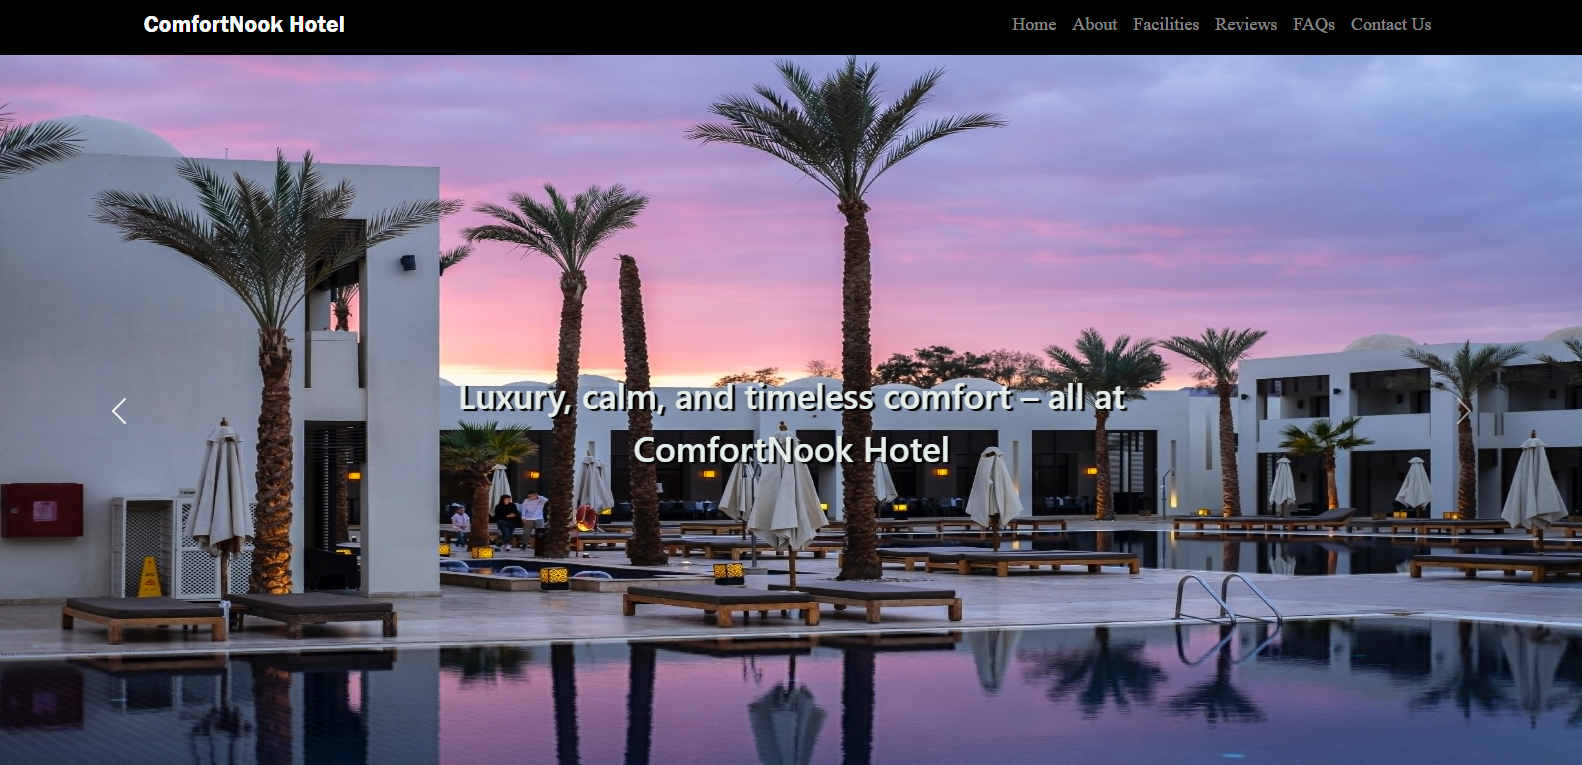 ComfortNook Hotel
Home About Facilities Reviews FAQs Contact Us
Luxury, calm, and timeless comfort – all at
ComfortNook Hotel